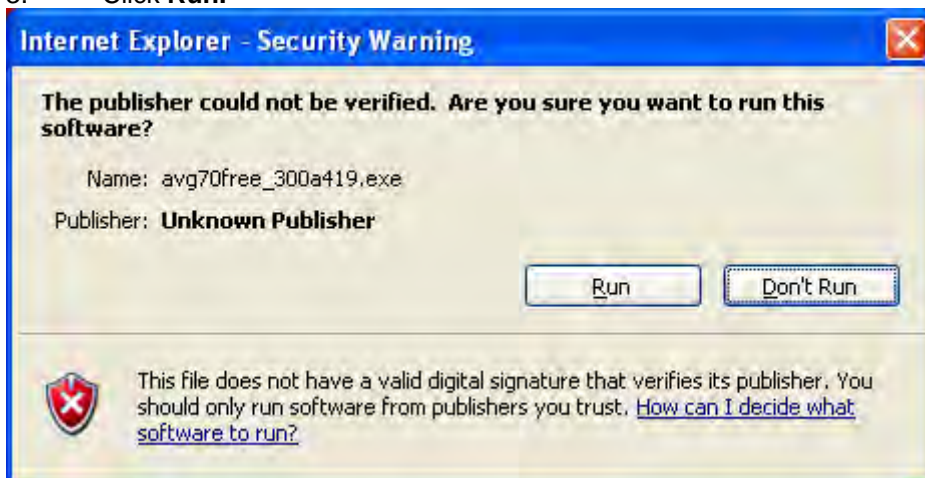 Click Run.
Internet Explorer - Security Warning
The publisher could not be verified. Are you sure you want to run this
software?
Name: avg70free_300a419.exe
Publisher: Unknown Publisher
Run Don't Run
This file does not have a valid digital signature that verifies its publisher. You
should only run software from publishers you trust. How can I decide what
software to run?